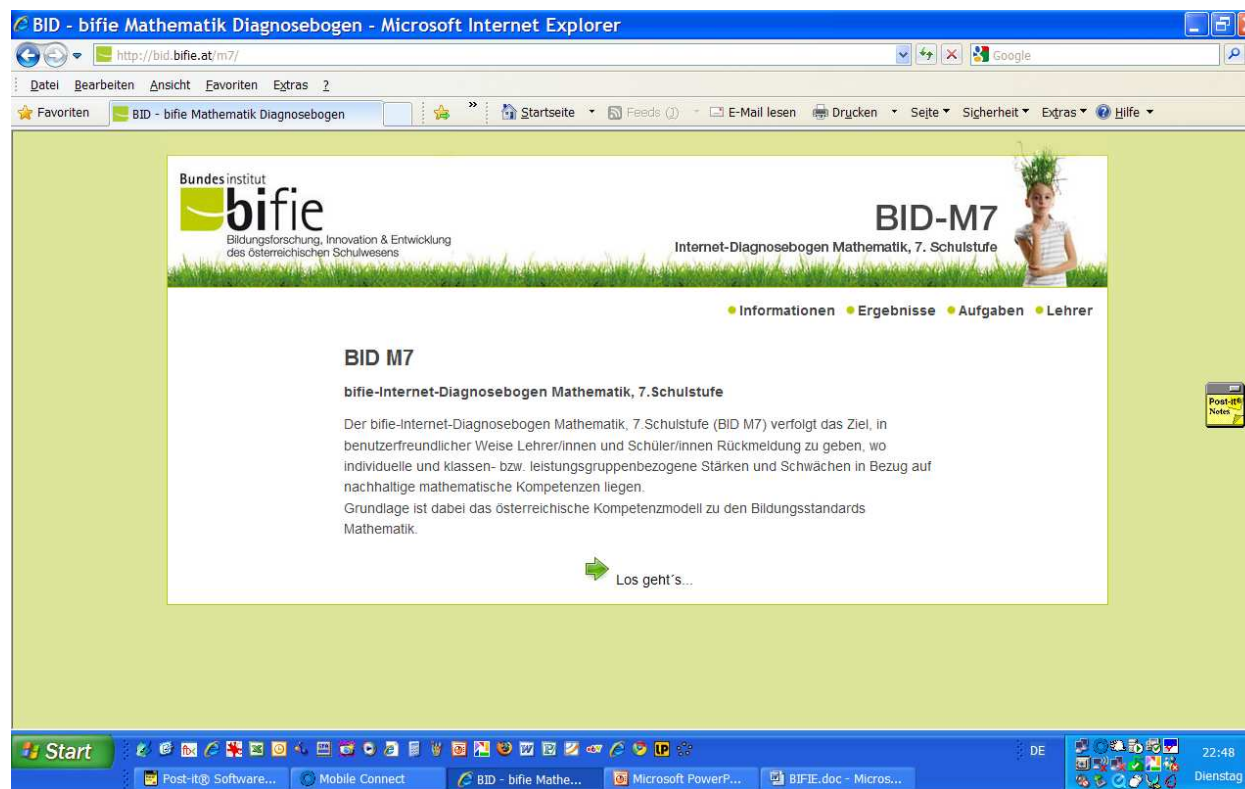 BID - bifie Mathematik Diagnosebogen - Microsoft Internet Explorer
http://bid.bifie.at/m7/
Google
Datei Bearbeiten Ansicht Favoriten Extras ?
Favoriten BID - bifie Mathematik Diagnosebogen » Startseite Feeds (J) E-Mail lesen Drucken Seite Sicherheit Extras Hilfe
Bundesinstitut
bifie
Bildungsforschung, Innovation & Entwicklung
des österreichischen Schulwesens
BID-M7
Internet-Diagnosebogen Mathematik, 7. Schulstufe
Informationen Ergebnisse Aufgaben Lehrer
BID M7
bifie-Internet-Diagnosebogen Mathematik, 7.Schulstufe
Der bifie-Internet-Diagnosebogen Mathematik, 7.Schulstufe (BID M7) verfolgt das Ziel, in
benutzerfreundlicher Weise Lehrer/innen und Schüler/innen Rückmeldung zu geben, wo
individuelle und klassen- bzw. leistungsgruppenbezogene Stärken und Schwächen in Bezug auf
nachhaltige mathematische Kompetenzen liegen.
Grundlage ist dabei das österreichische Kompetenzmodell zu den Bildungsstandards
Mathematik.
Los geht´s...
Post-it®
Notes
Start
DE
22:48
Post-it® Software... Mobile Connect BID - bifie Mathe... Microsoft PowerP... BIFIE.doc - Micros...
Dienstag